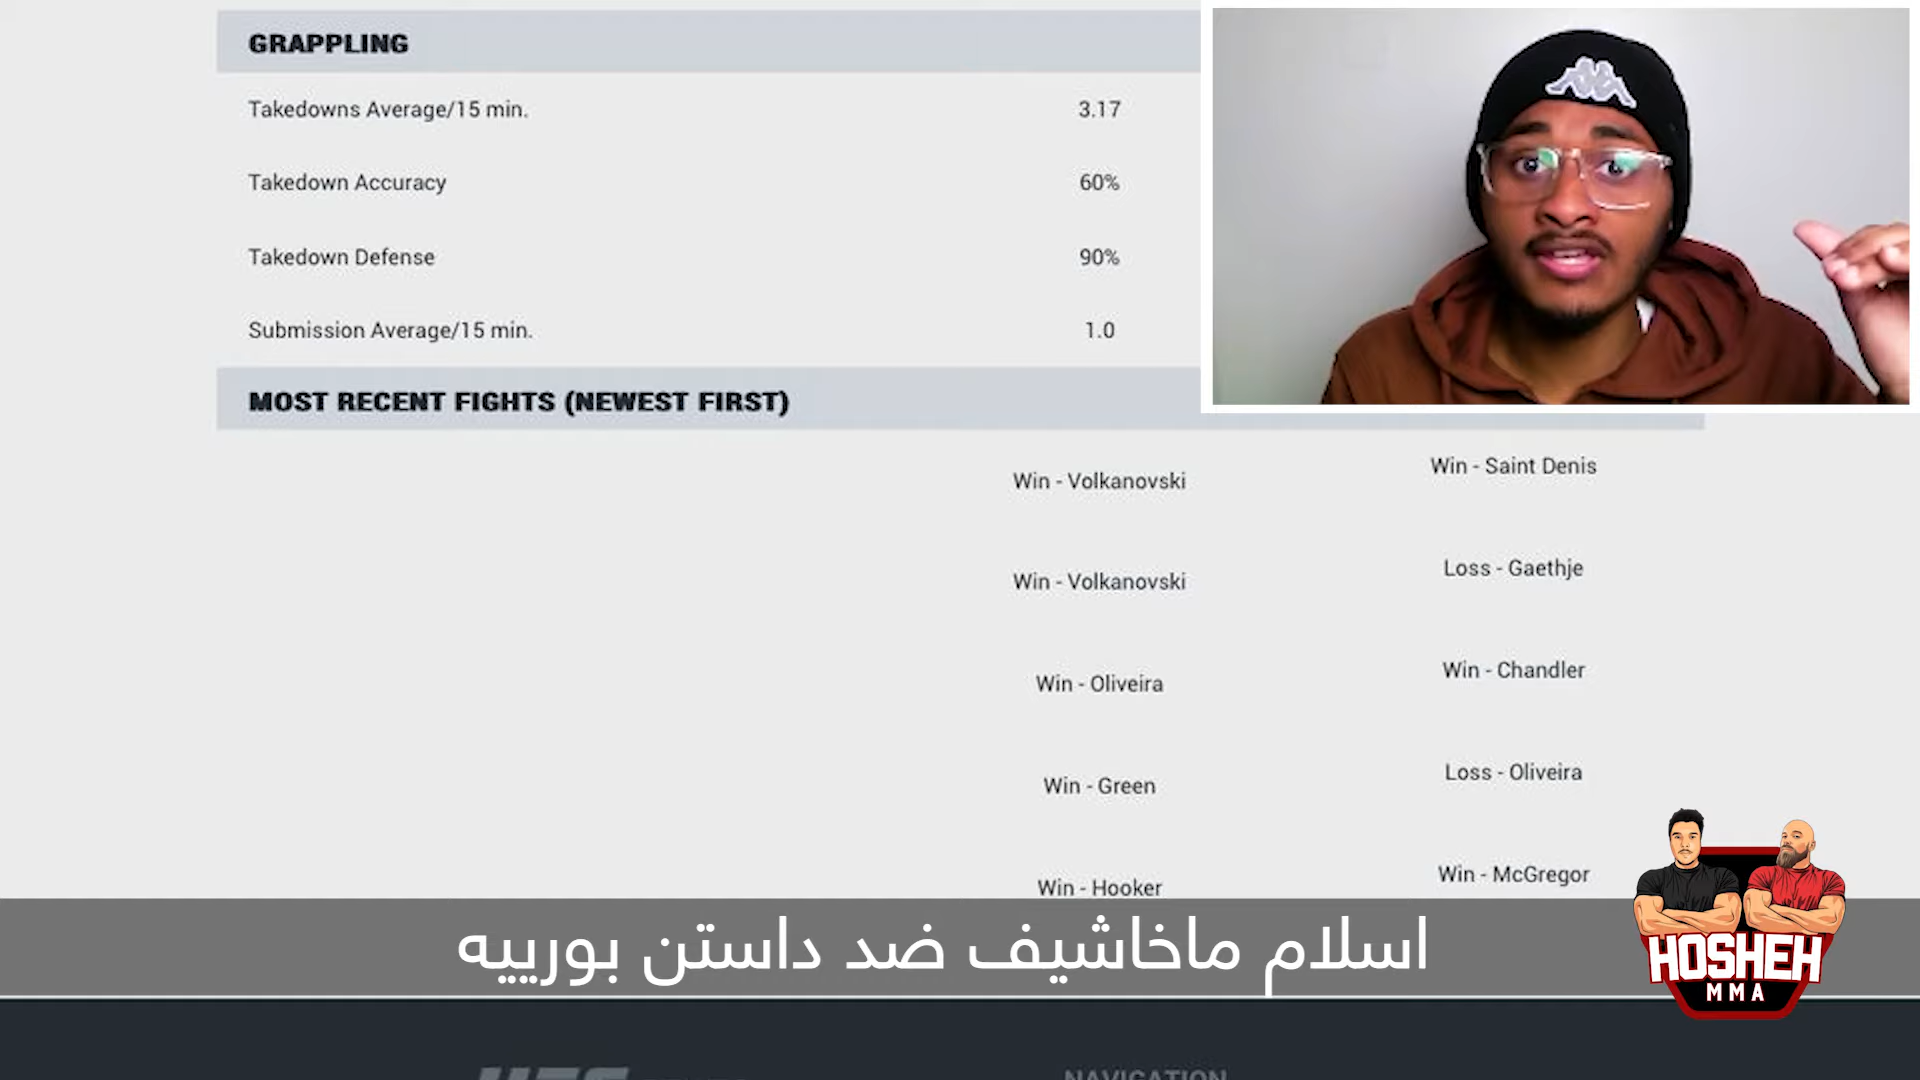 GRAPPLING
Takedowns Average/15 min. 3.17
Takedown Accuracy 60%
Takedown Defense 90%
Submission Average/15 min. 1.0
MOST RECENT FIGHTS (NEWEST FIRST)
Win - Volkanovski Win - Saint Denis
Win - Volkanovski Loss - Gaethje
Win - Oliveira Win - Chandler
Win - Green Loss - Oliveira
Win - Hooker Win - McGregor
اسلام ماخاشيف ضد داستن بورييه
HOSHEH
MMA
UFC
NAVIGATION